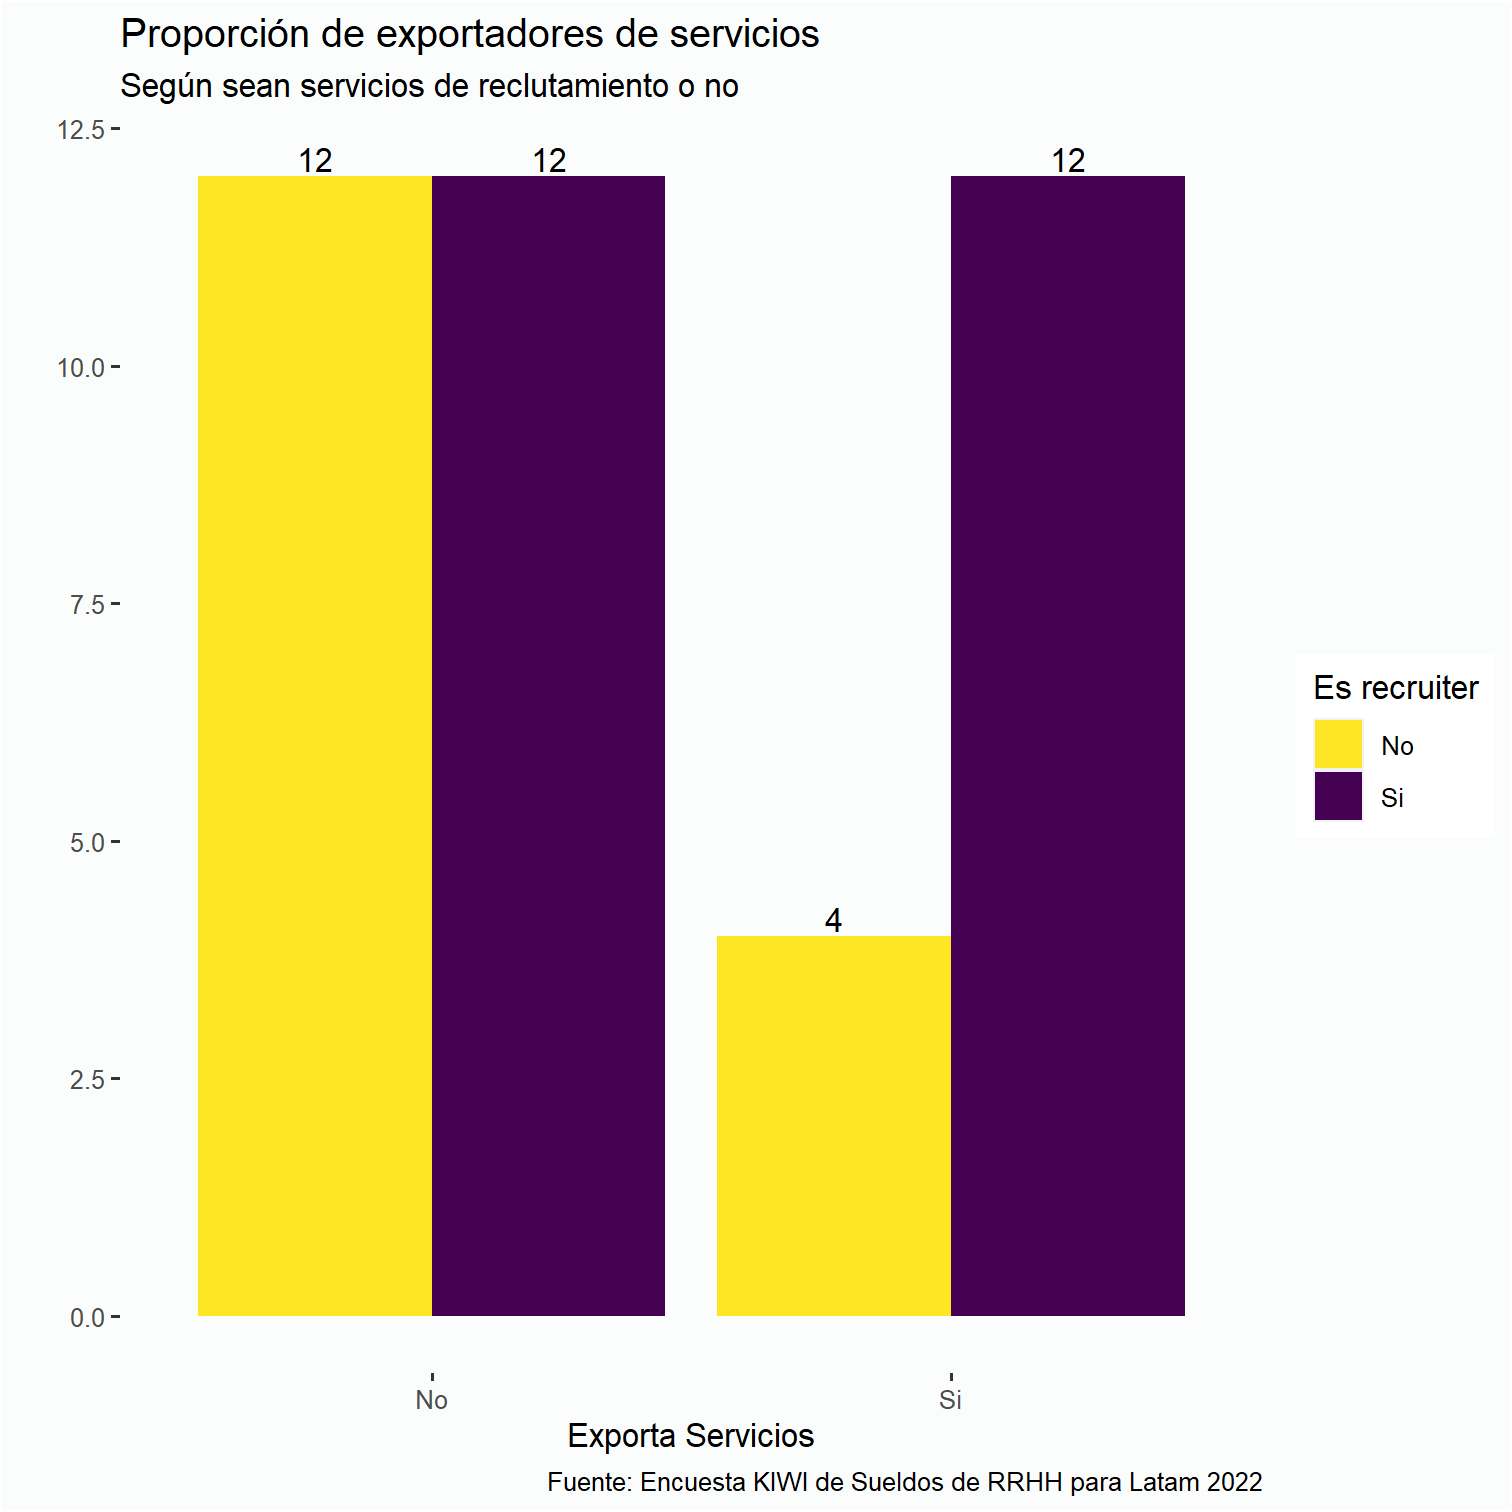 Proporción de exportadores de servicios
Según sean servicios de reclutamiento o no
12.5
10.0
7.5
5.0
2.5
0.0
12
12
4
12
No
Si
Exporta Servicios
Es recruiter
No
Si
Fuente: Encuesta KIWI de Sueldos de RRHH para Latam 2022